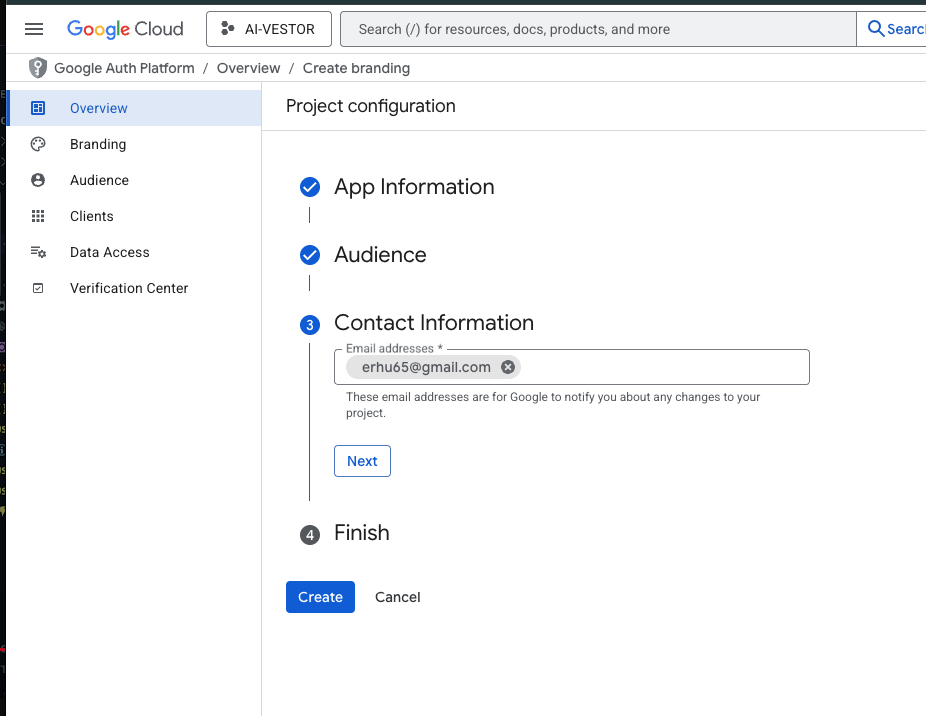 Google Cloud
AI-VESTOR
Search (/) for resources, docs, products, and more
Google Auth Platform / Overview / Create branding
Overview
Branding
Audience
Clients
Data Access
Verification Center
Project configuration
App Information
Audience
3 Contact Information
Email addresses *
erhu65@gmail.com
These email addresses are for Google to notify you about any changes to your
project.
Next
4 Finish
Create Cancel